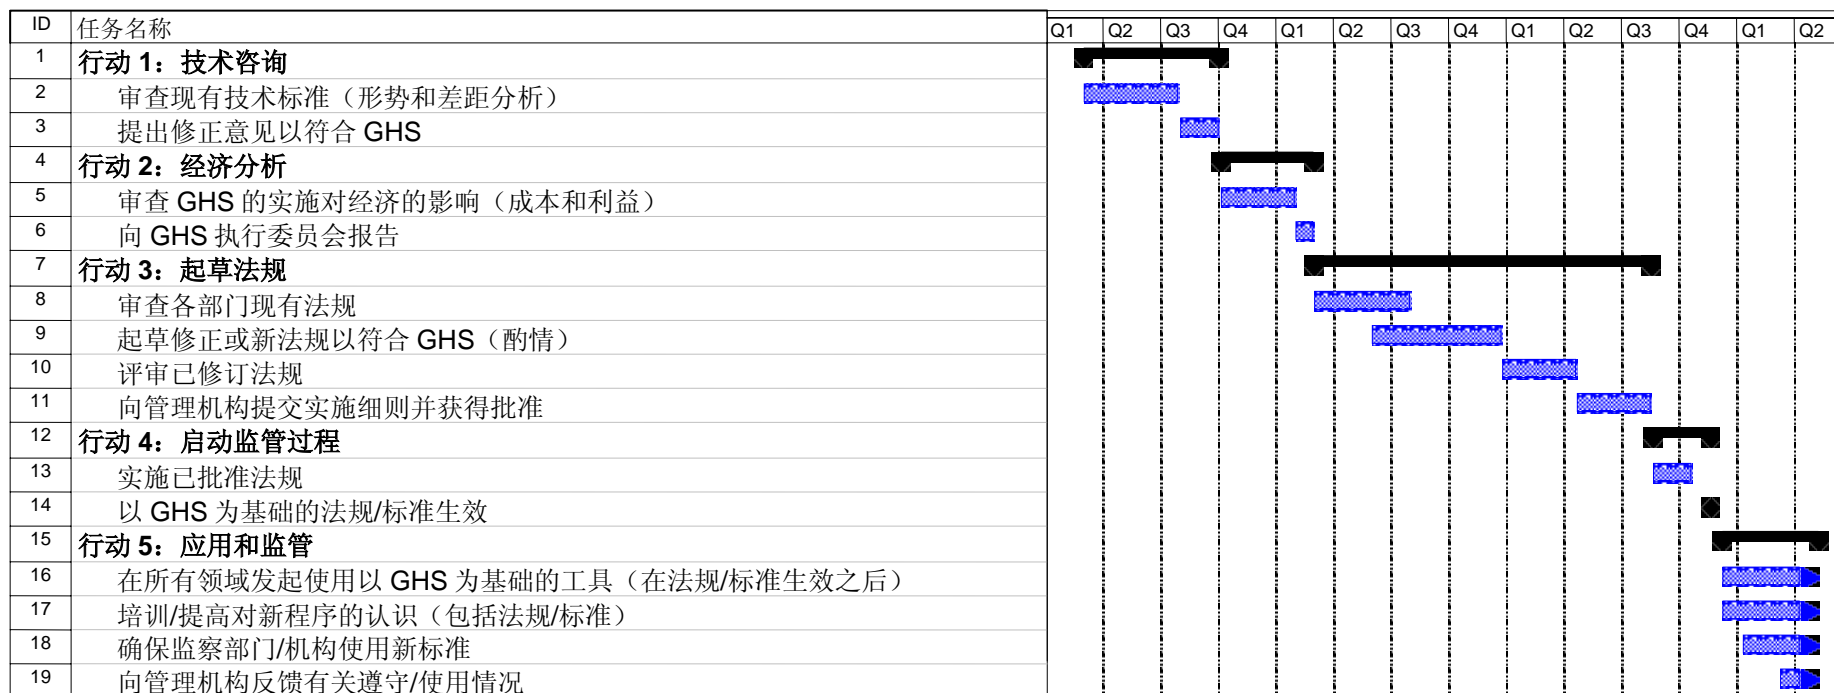 ID 任务名称 Q1 Q2 Q3 Q4 Q1 Q2 Q3 Q4 Q1 Q2 Q3 Q4 Q1 Q2
1 行动 1：技术咨询
2 审查现有技术标准（形势和差距分析）
3 提出修正意见以符合 GHS
4 行动 2：经济分析
5 审查 GHS 的实施对经济的影响（成本和利益）
6 向 GHS 执行委员会报告
7 行动 3：起草法规
8 审查各部门现有法规
9 起草修正或新法规以符合 GHS（酌情）
10 评审已修订法规
11 向管理机构提交实施细则并获得批准
12 行动 4：启动监管过程
13 实施已批准法规
14 以 GHS 为基础的法规/标准生效
15 行动 5：应用和监管
16 在所有领域发起使用以 GHS 为基础的工具（在法规/标准生效之后）
17 培训/提高对新程序的认识（包括法规/标准）
18 确保监察部门/机构使用新标准
19 向管理机构反馈有关遵守/使用情况